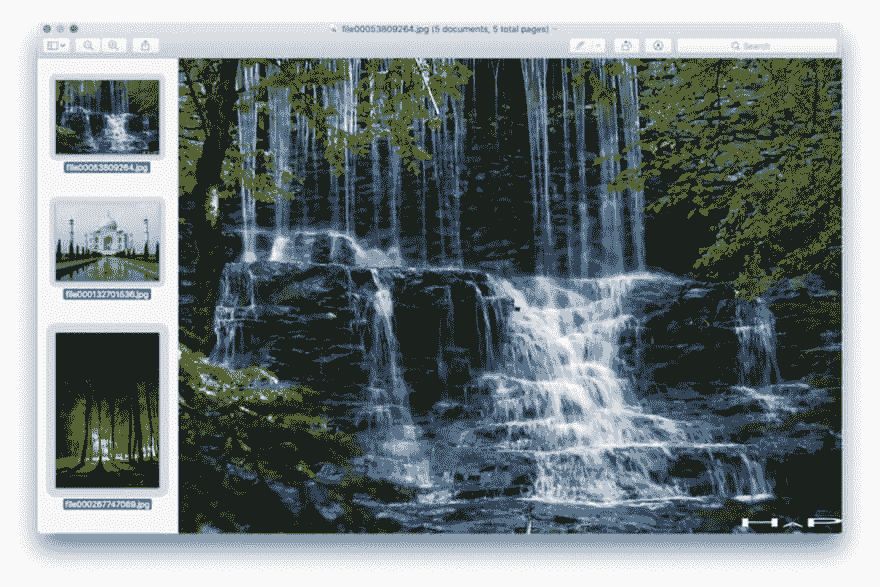 file00053809264.jpg (5 documents, 5 total pages)
Search
file00053809264.jpg
file000132701536.jpg
file000267747089.jpg